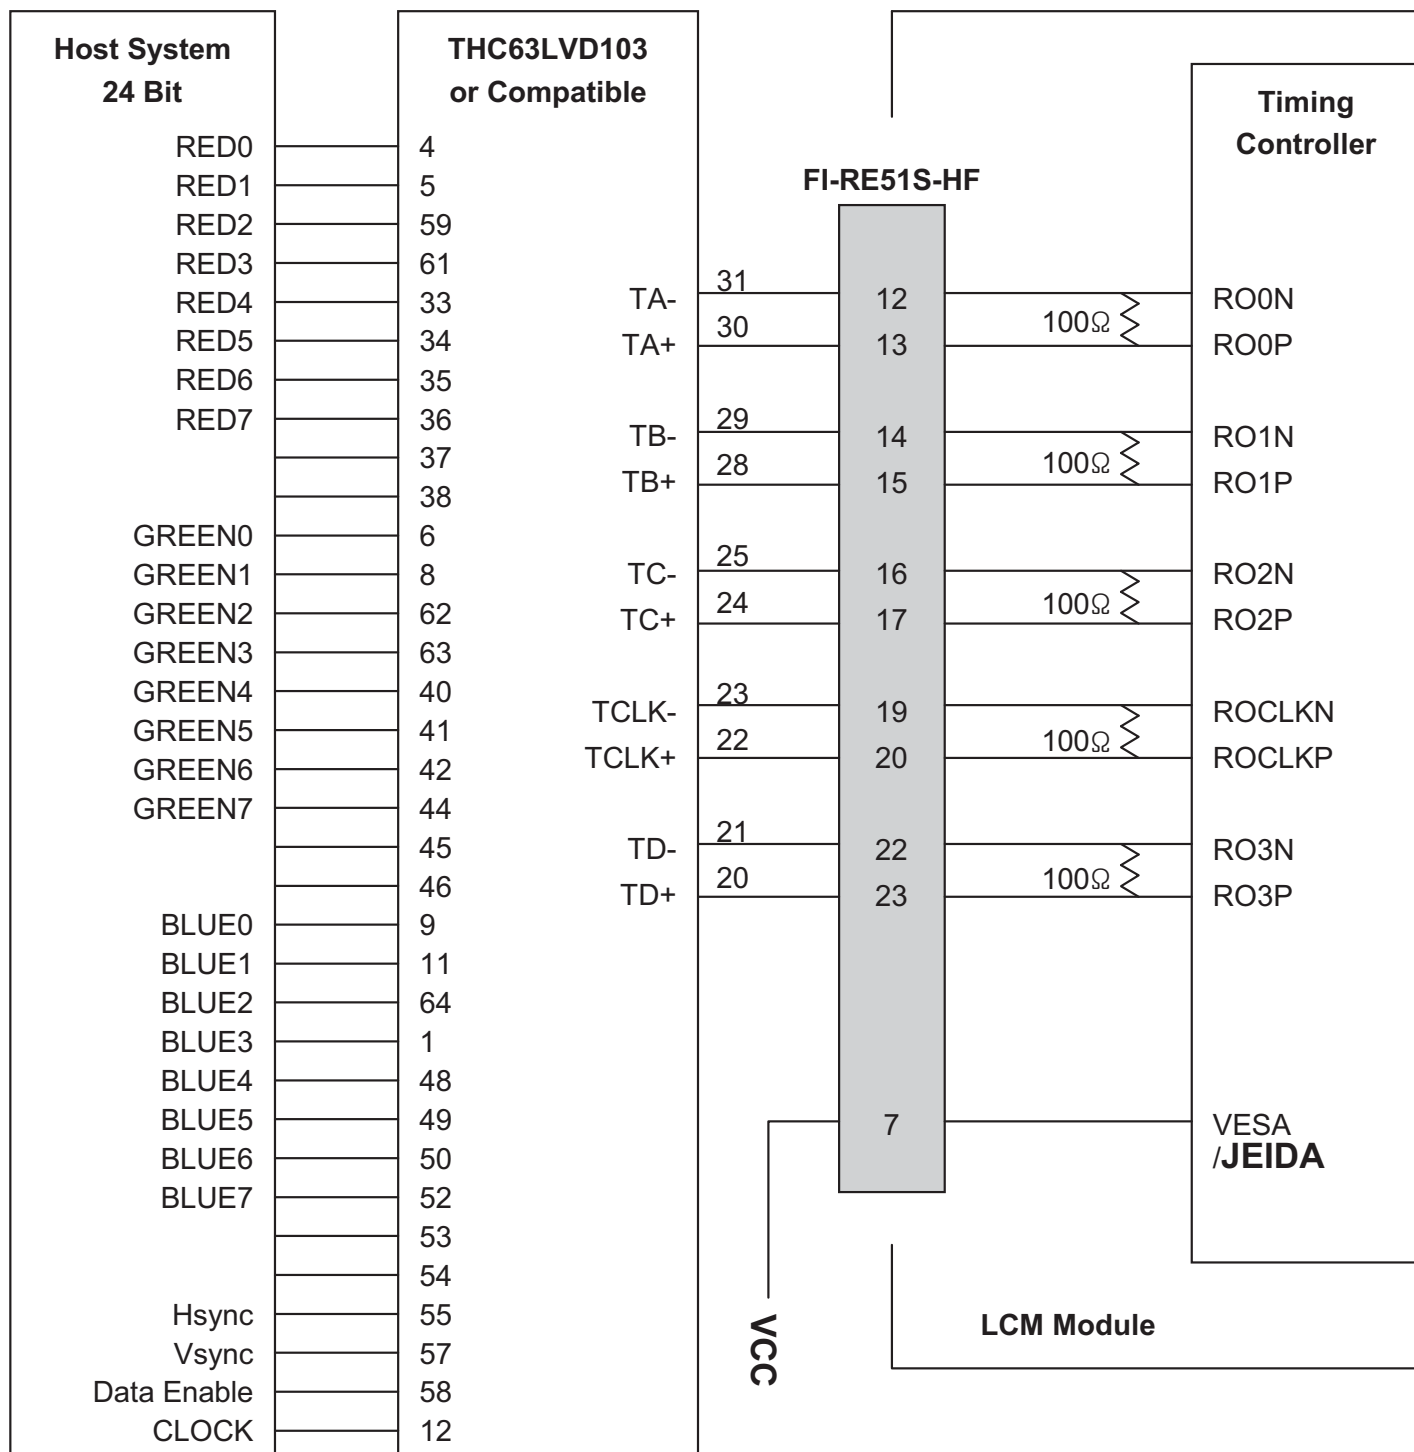 Host System
24 Bit
RED0
RED1
RED2
RED3
RED4
RED5
RED6
RED7
GREEN0
GREEN1
GREEN2
GREEN3
GREEN4
GREEN5
GREEN6
GREEN7
BLUE0
BLUE1
BLUE2
BLUE3
BLUE4
BLUE5
BLUE6
BLUE7
Hsync
Vsync
Data Enable
CLOCK
THC63LVD103
or Compatible
4
5
59
61
33
34
35
36
37
38
6
8
62
63
40
41
42
44
45
46
9
11
64
1
48
49
50
52
53
54
55
57
58
12
TA-
TA+
TB-
TB+
TC-
TC+
TCLK-
TCLK+
TD-
TD+
31
30
29
28
25
24
23
22
21
20
FI-RE51S-HF
12
13
14
15
16
17
19
20
22
23
7
100Ω
100Ω
100Ω
100Ω
100Ω
Timing
Controller
RO0N
RO0P
RO1N
RO1P
RO2N
RO2P
ROCLKN
ROCLKP
RO3N
RO3P
VESA
/JEIDA
VCC
LCM Module